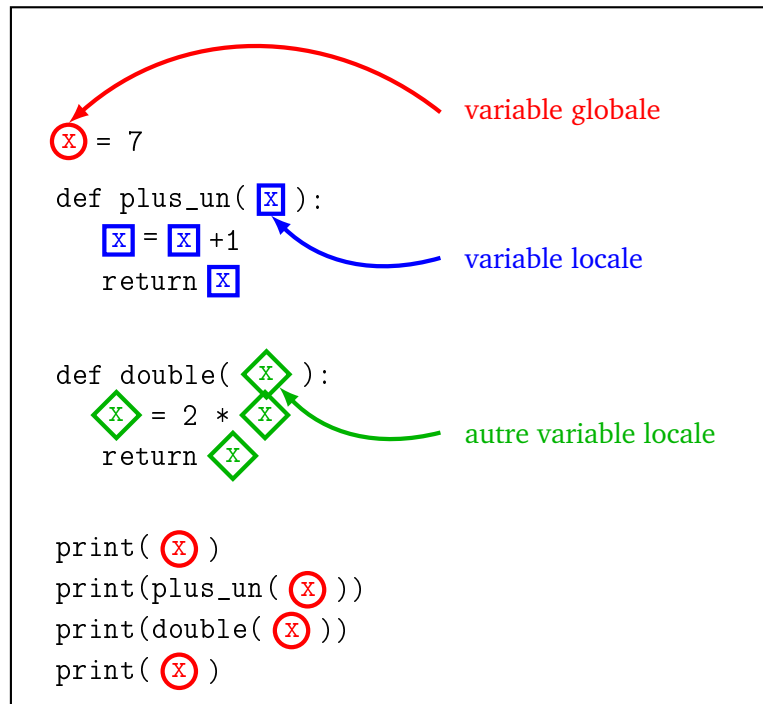 variable globale
x = 7
def plus_un( x ):
x = x +1
variable locale
return x
def double( x ):
x = 2 * x
autre variable locale
return x
print( x )
print(plus_un( x ))
print(double( x ))
print( x )